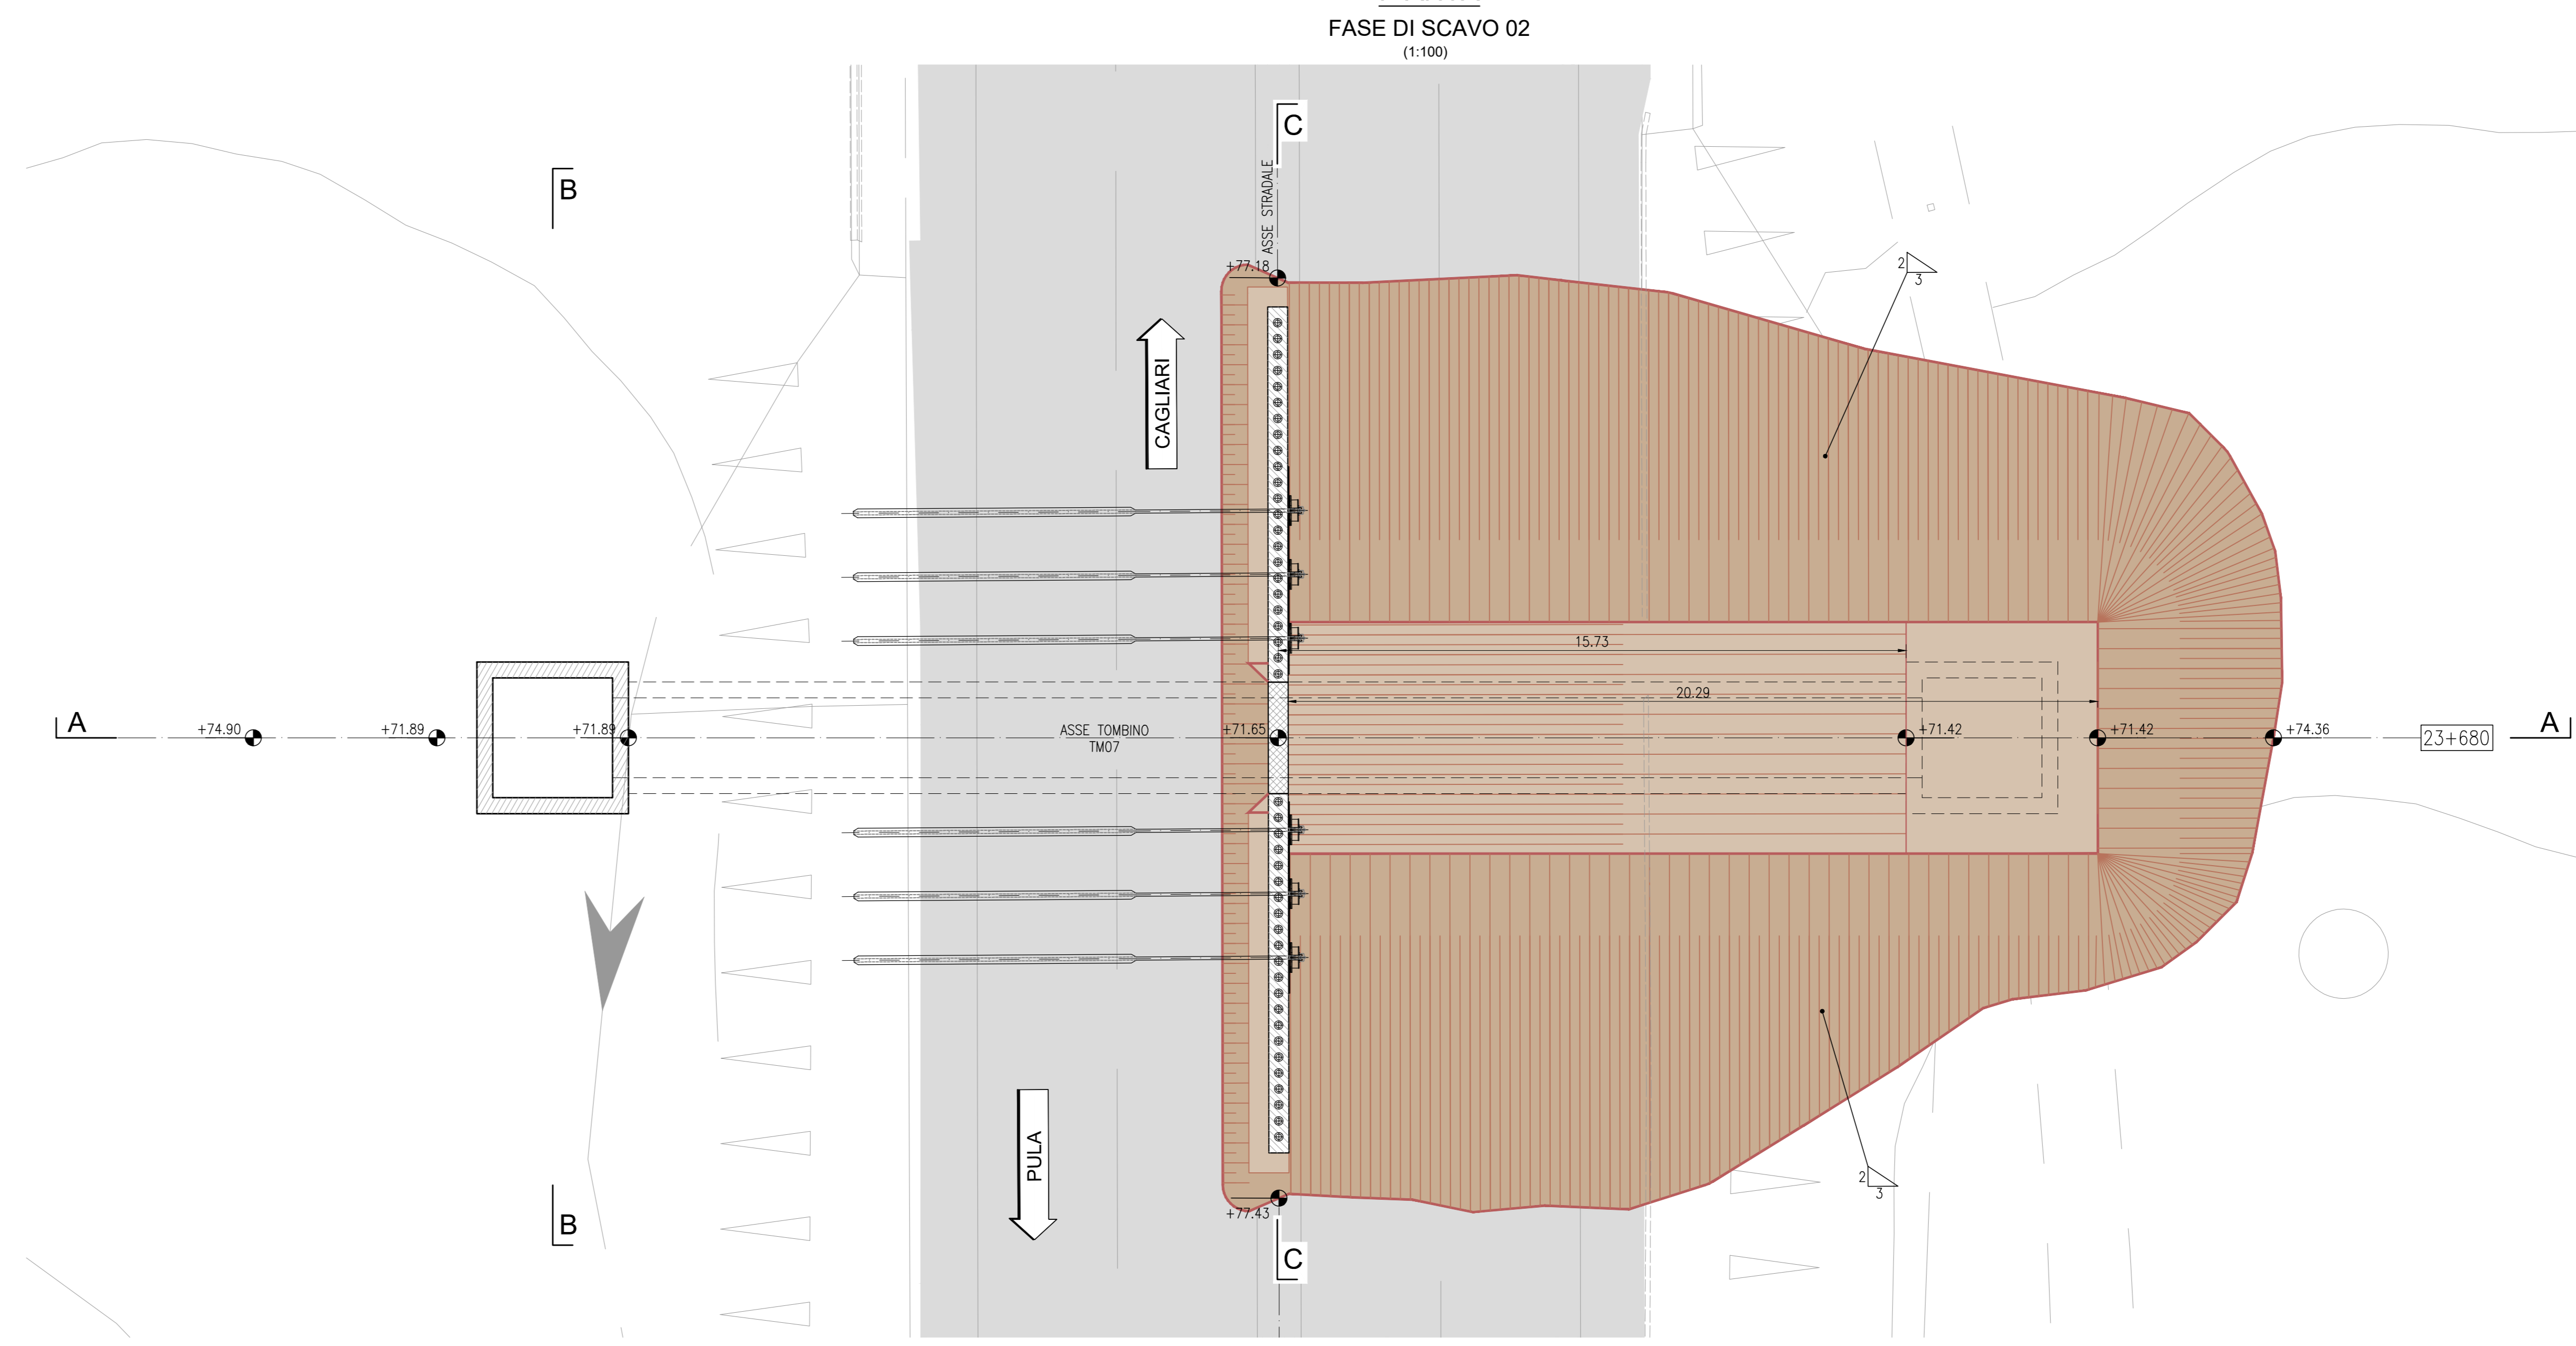 FASE DI SCAVO 02
(1:100)
C
B
ASSE STRADALE
+77.18
2
3
CAGLIARI
15.73
20.29
A
+74.90
+71.89
+71.89
ASSE TOMBINO
TM07
+71.65
+71.42
+71.42
+74.36
23+680
A
PULA
2
3
+77.43
B
C